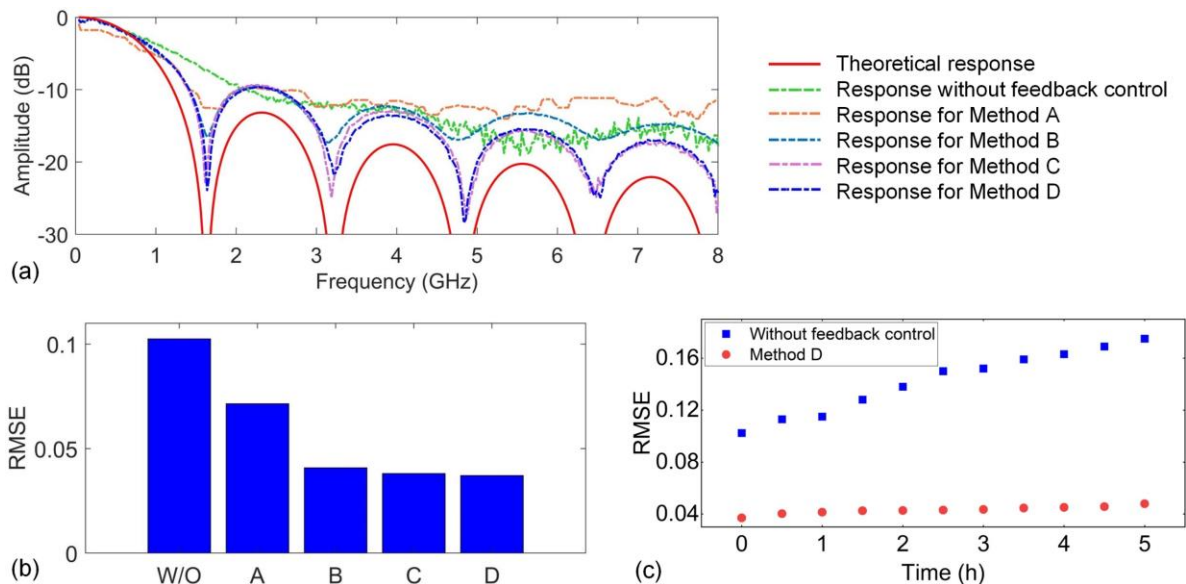 0
-10
-20
-30
Amplitude (dB)
0 1 2 3 4 5 6 7 8
Frequency (GHz)
(a)
Theoretical response
Response without feedback control
Response for Method A
Response for Method B
Response for Method C
Response for Method D
0.1
0.05
0
RMSE
W/O A B C D
(b)
Without feedback control
Method D
0.16
0.12
0.08
0.04
RMSE
0 1 2 3 4 5
Time (h)
(c)